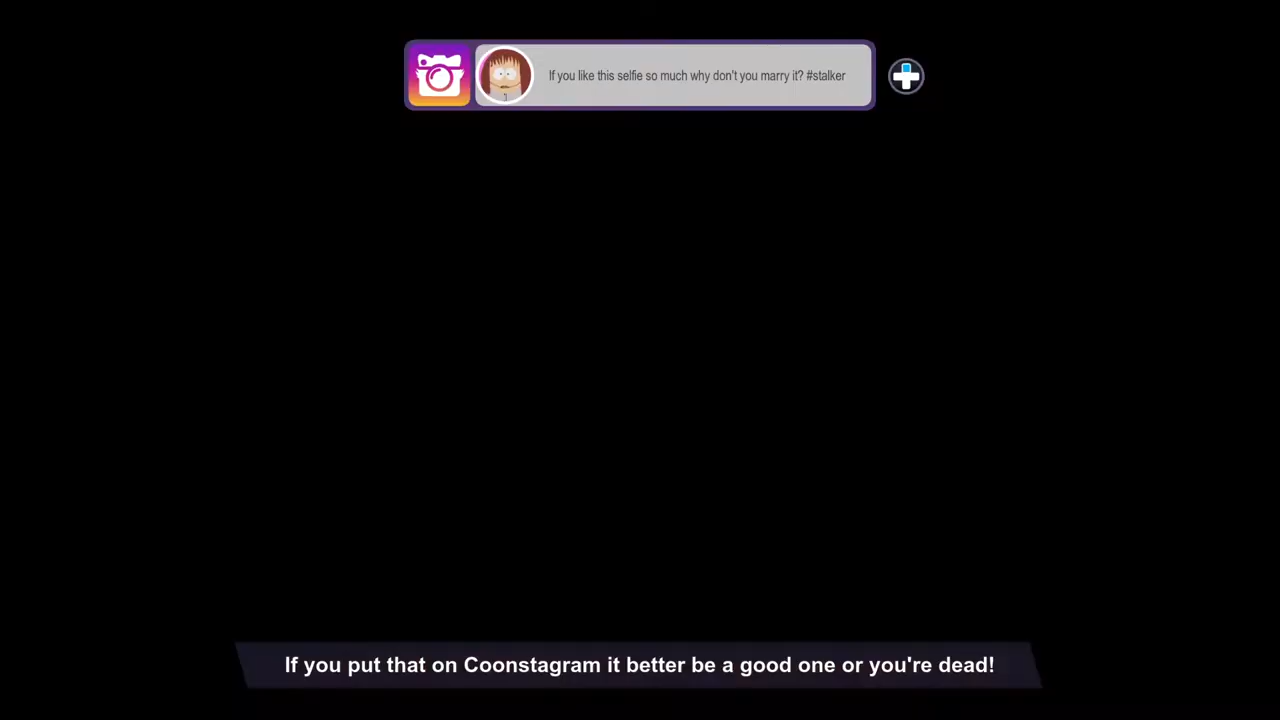 If you like this selfie so much why don't you marry it? #stalker
If you put that on Coonstagram it better be a good one or you're dead!